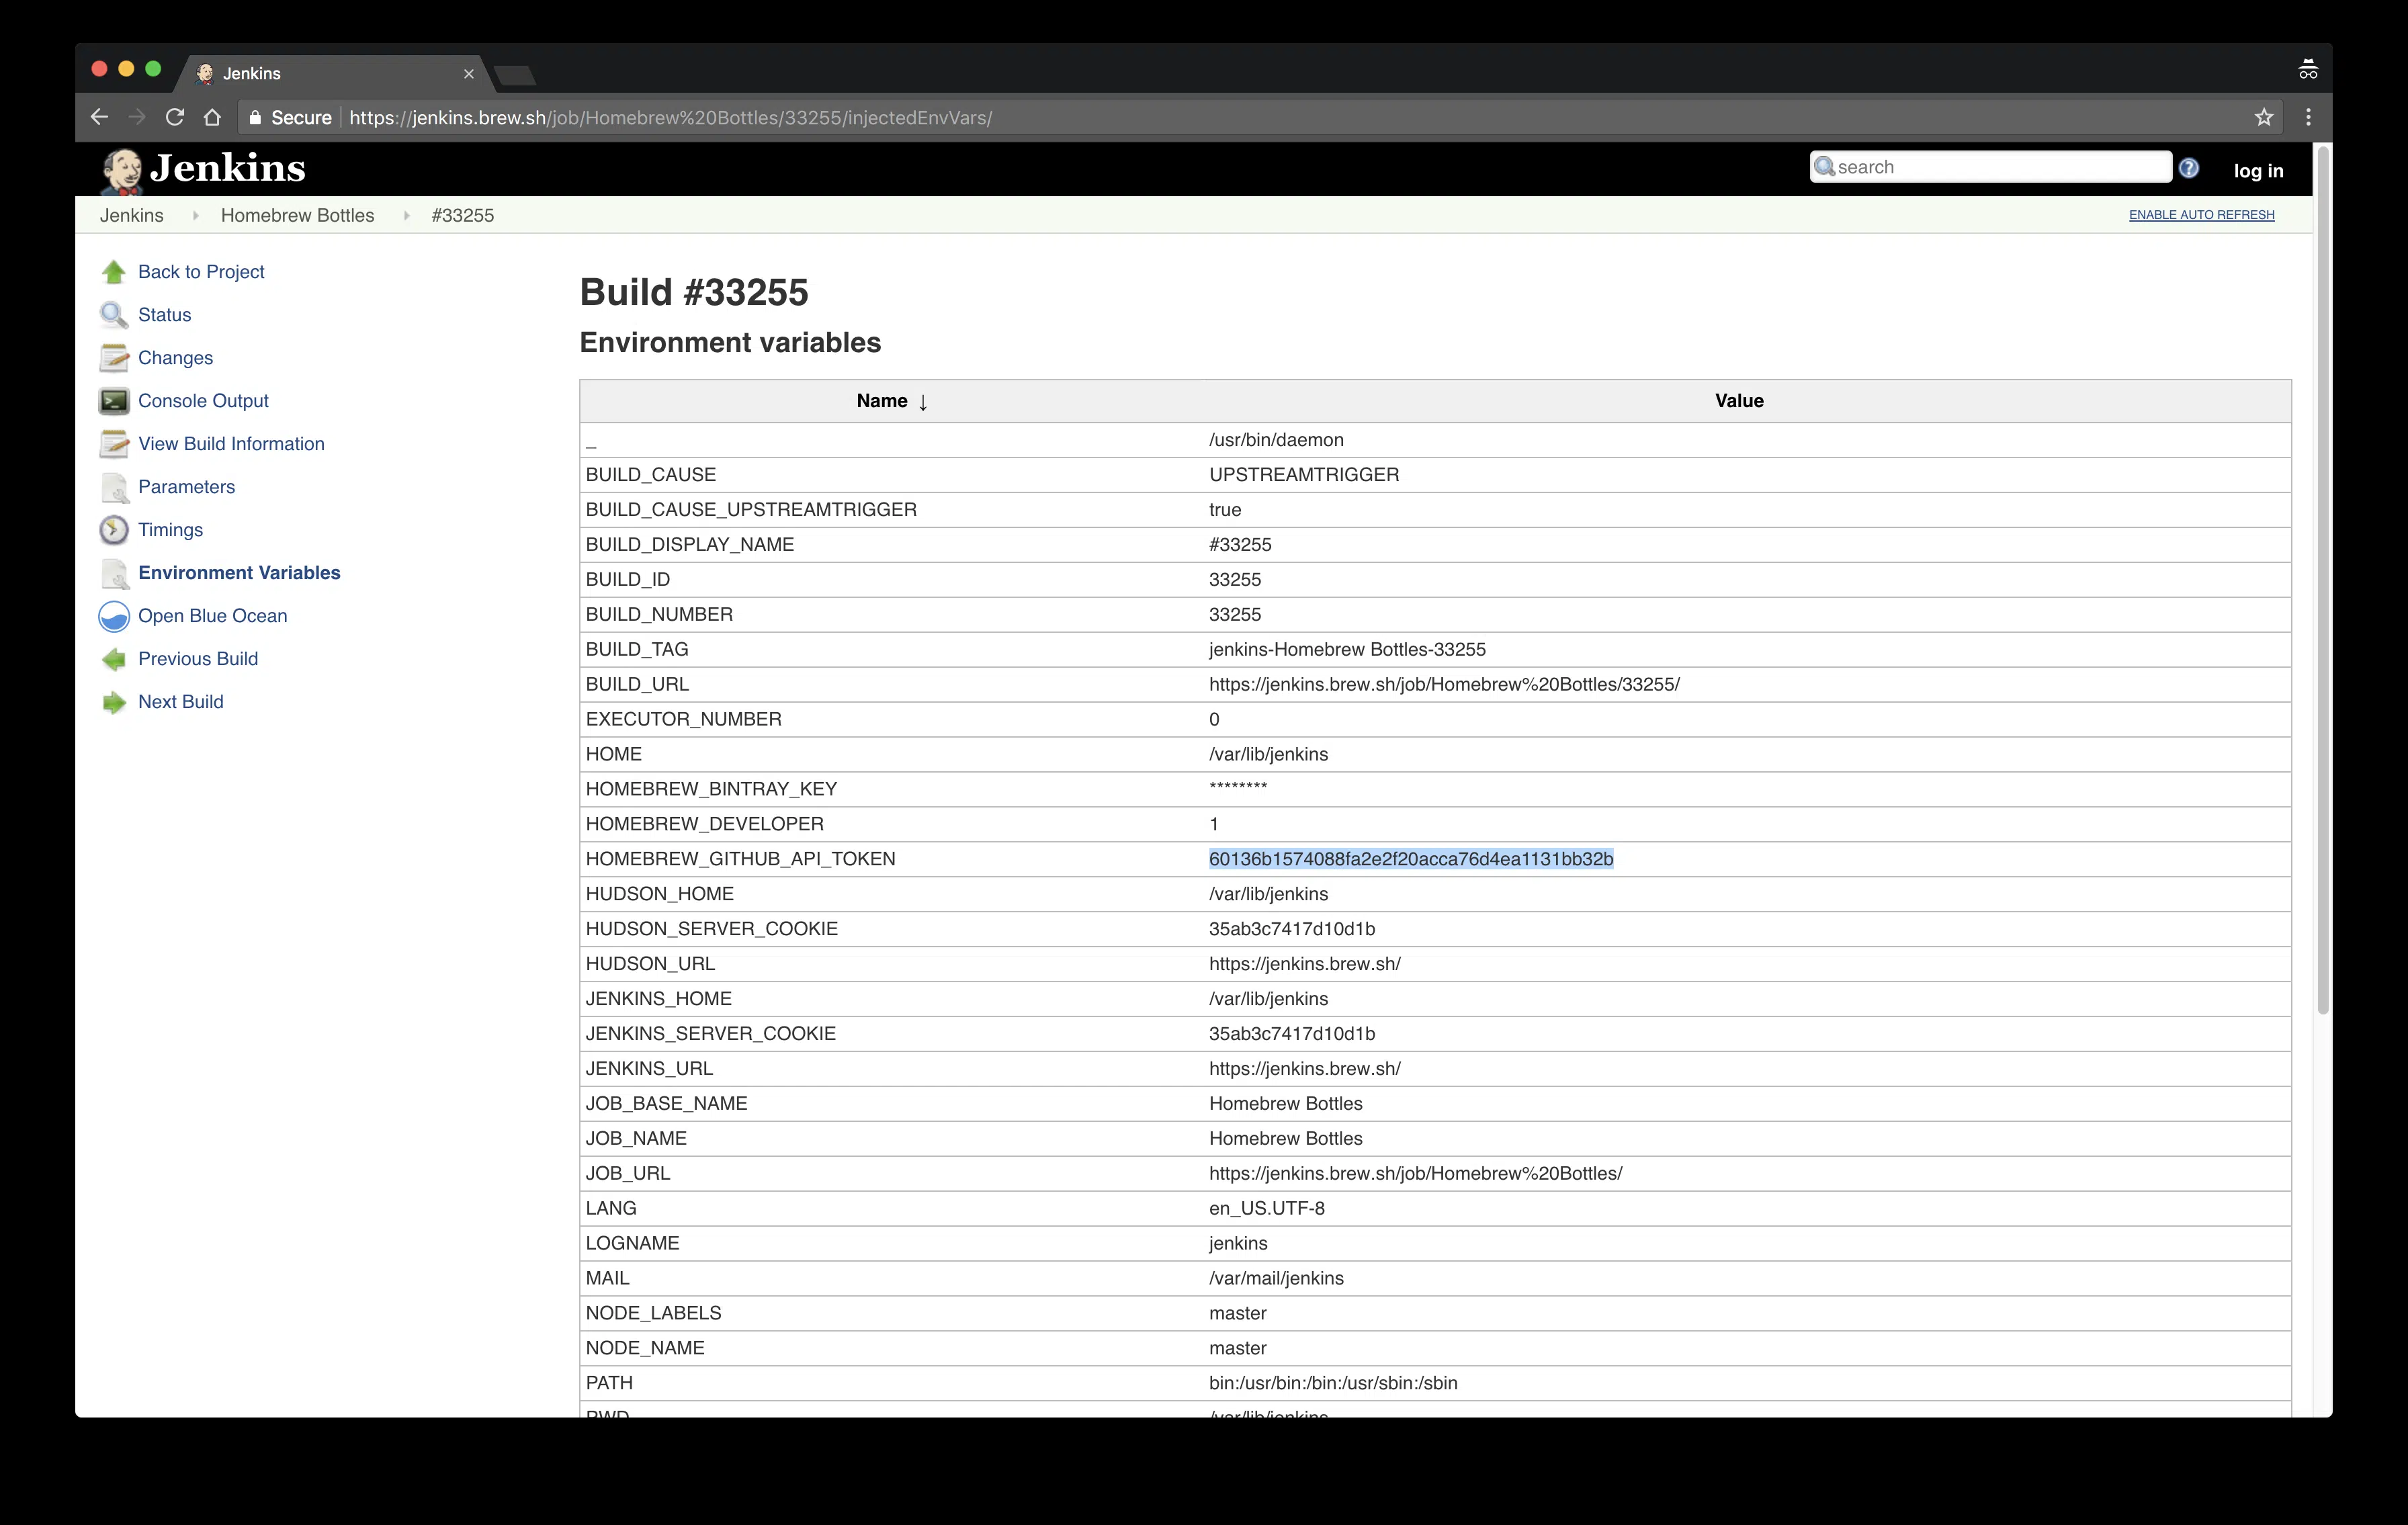 Jenkins
Secure https://jenkins.brew.sh/job/Homebrew%20Bottles/33255/injectedEnvVars/
Jenkins
search
log in
Jenkins Homebrew Bottles #33255
ENABLE AUTO REFRESH
Back to Project
Status
Changes
Console Output
View Build Information
Parameters
Timings
Environment Variables
Open Blue Ocean
Previous Build
Next Build
Build #33255
Environment variables
Name ↓ Value
_ /usr/bin/daemon
BUILD_CAUSE UPSTREAMTRIGGER
BUILD_CAUSE_UPSTREAMTRIGGER true
BUILD_DISPLAY_NAME #33255
BUILD_ID 33255
BUILD_NUMBER 33255
BUILD_TAG jenkins-Homebrew Bottles-33255
BUILD_URL https://jenkins.brew.sh/job/Homebrew%20Bottles/33255/
EXECUTOR_NUMBER 0
HOME /var/lib/jenkins
HOMEBREW_BINTRAY_KEY ********
HOMEBREW_DEVELOPER 1
HOMEBREW_GITHUB_API_TOKEN 60136b1574088fa2e2f20acca76d4ea1131bb32b
HUDSON_HOME /var/lib/jenkins
HUDSON_SERVER_COOKIE 35ab3c7417d10d1b
HUDSON_URL https://jenkins.brew.sh/
JENKINS_HOME /var/lib/jenkins
JENKINS_SERVER_COOKIE 35ab3c7417d10d1b
JENKINS_URL https://jenkins.brew.sh/
JOB_BASE_NAME Homebrew Bottles
JOB_NAME Homebrew Bottles
JOB_URL https://jenkins.brew.sh/job/Homebrew%20Bottles/
LANG en_US.UTF-8
LOGNAME jenkins
MAIL /var/mail/jenkins
NODE_LABELS master
NODE_NAME master
PATH bin:/usr/bin:/bin:/usr/sbin:/sbin
PWD /var/lib/jenkins